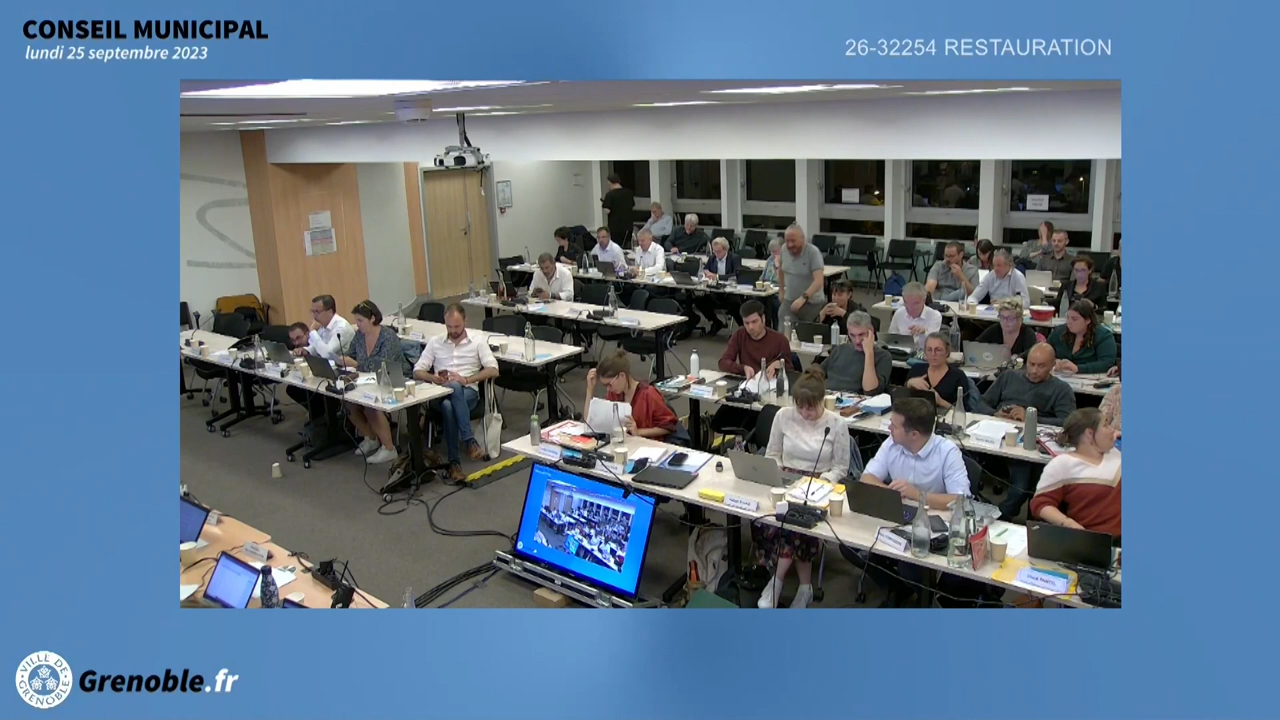 CONSEIL MUNICIPAL
lundi 25 septembre 2023
26-32254 RESTAURATION
VILLE DE GRENOBLE
Grenoble.fr